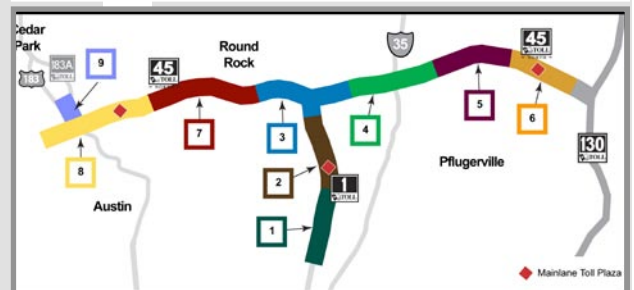 Cedar
Park
183A
TOLL
183
9
45
TOLL
Round
Rock
35
45
TOLL
7
3
4
5
6
8
2
1
TOLL
1
130
TOLL
Pflugerville
Austin
Mainlane Toll Plaza